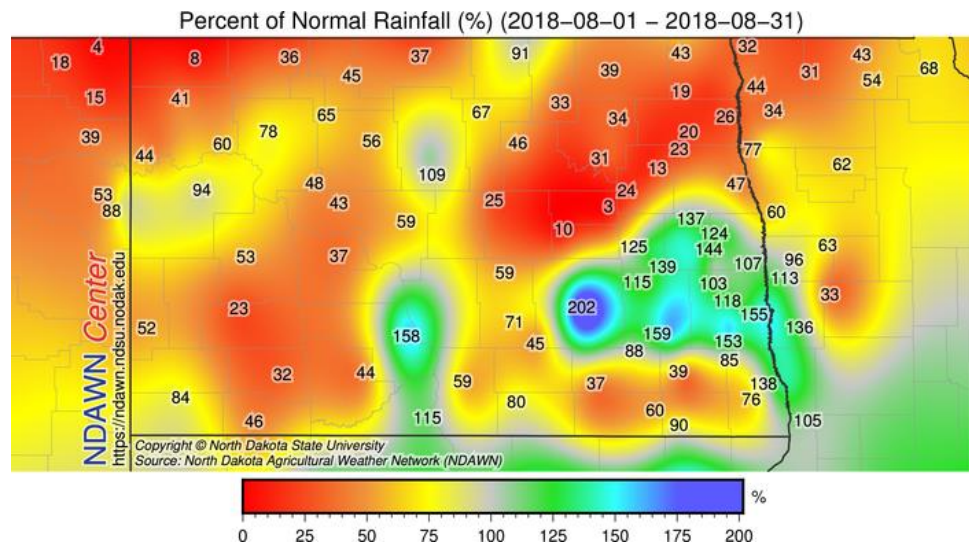 Percent of Normal Rainfall (%) (2018−08−01 − 2018−08−31)
4 8 36 37 91 43 32 43
18 45 39 31 54 68
15 41 33 19 44
65 67 34 26 34
39 60 78 56 46 20 77
44 31 23 62
13
53 94 48 109 25 24 47
88 43 3 60
59 10 137
53 37 125 124 63
144
59 139 107 96
115 103 113 33
23 202 118
52 158 71 155 136
45 159 153
88 85
32 44 59 37 39 138
84 80 76
46 115 60 90 105
NDAWN Center
https://ndawn.ndsu.nodak.edu
Copyright © North Dakota State University
Source: North Dakota Agricultural Weather Network (NDAWN)
%
0 25 50 75 100 125 150 175 200